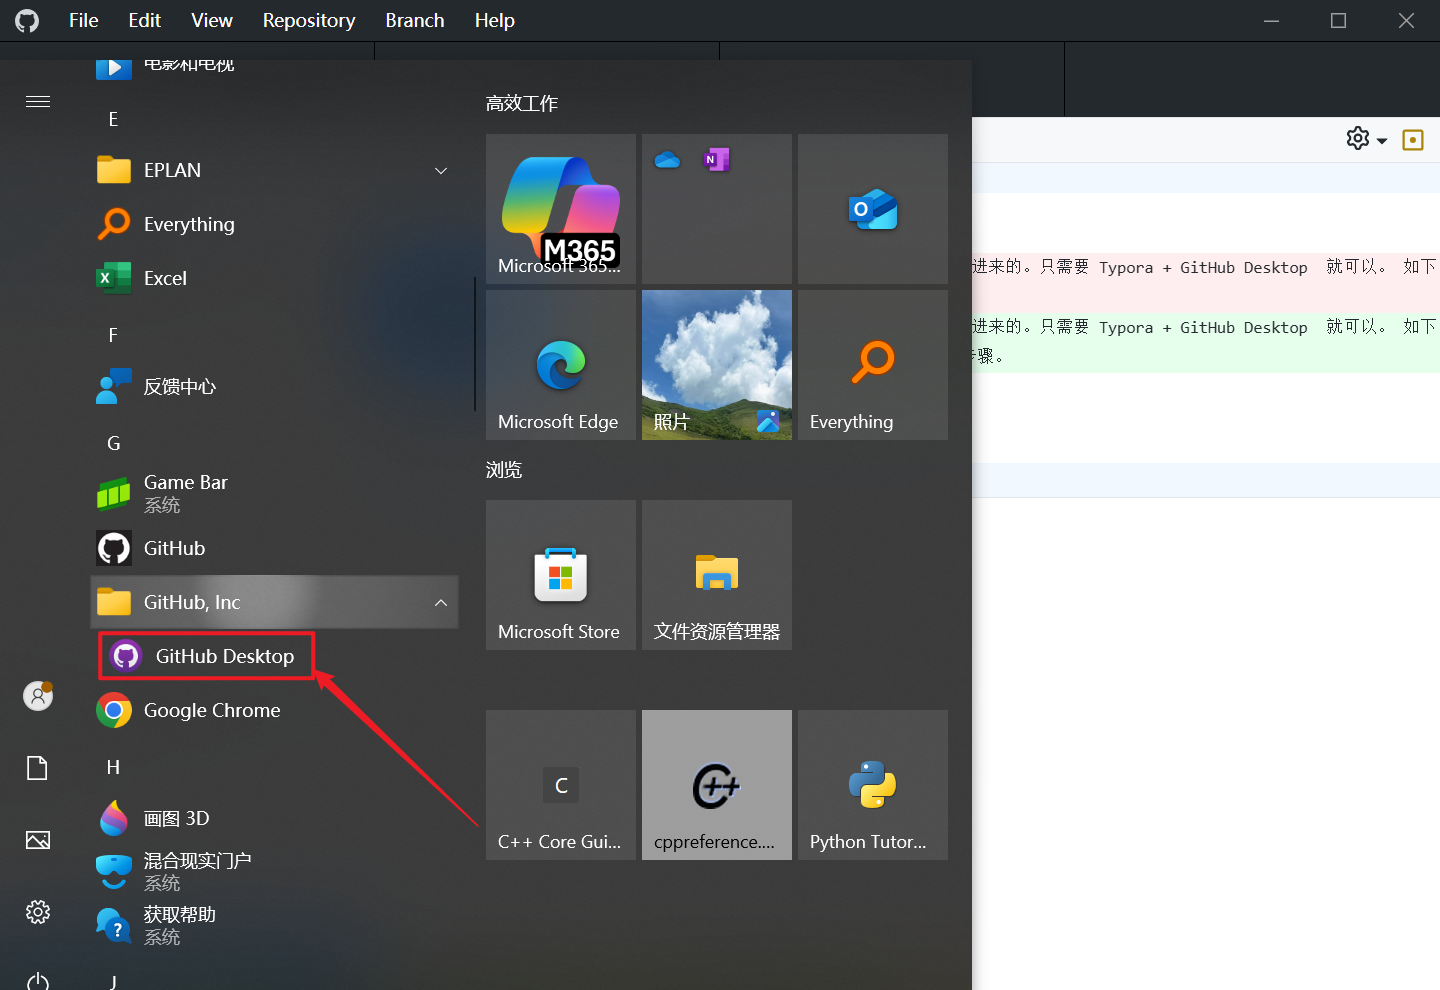 File Edit View Repository Branch Help
电影和电视
E
EPLAN
Everything
Excel
F
反馈中心
G
Game Bar
系统
GitHub
GitHub, Inc
GitHub Desktop
Google Chrome
H
画图 3D
混合现实门户
系统
获取帮助
系统
J
高效工作
M365
Microsoft 365...
Microsoft Edge
照片
Everything
浏览
Microsoft Store
文件资源管理器
C
C++ Core Gui...
C++
cppreference....
Python Tutor...
进来的。只需要 Typora + GitHub Desktop 就可以。 如下
进来的。只需要 Typora + GitHub Desktop 就可以。 如下
骤。